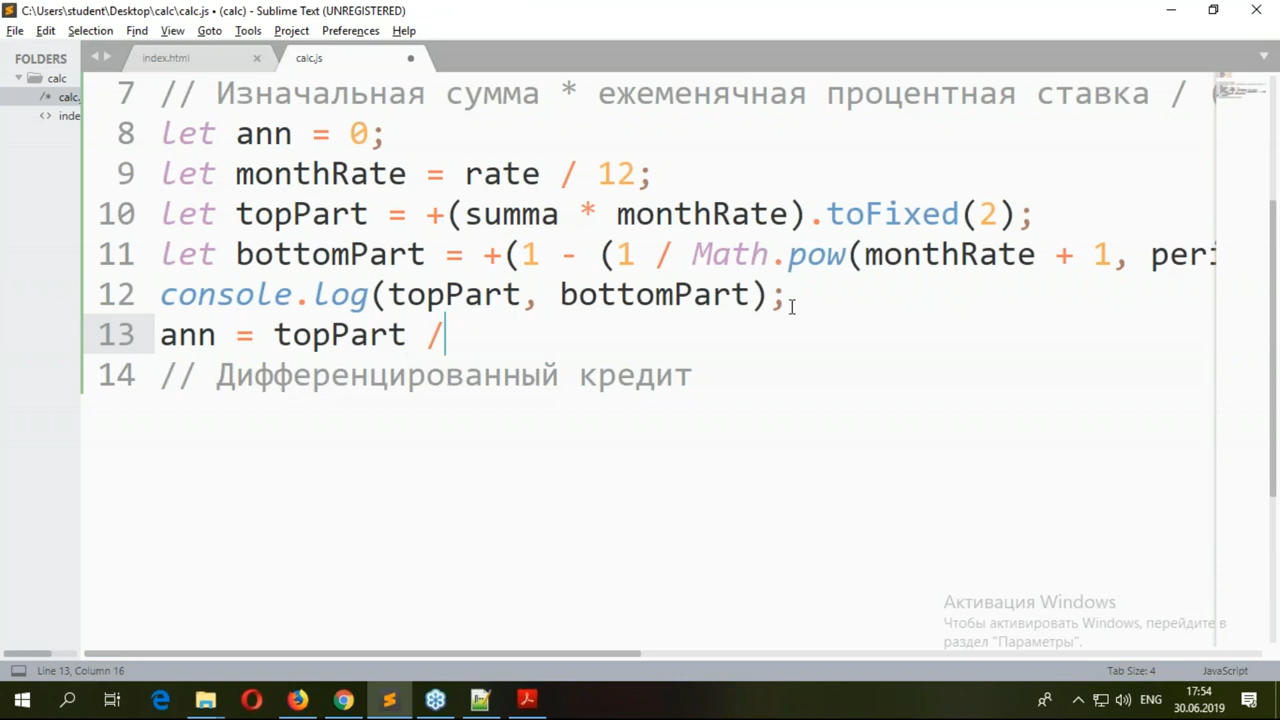 C:\Users\student\Desktop\calc\calc.js • (calc) - Sublime Text (UNREGISTERED)
File Edit Selection Find View Goto Tools Project Preferences Help
FOLDERS
calc
calc.
inde
index.html
calc.js
7 // Изначальная сумма * ежеменячная процентная ставка / (
8 let ann = 0;
9 let monthRate = rate / 12;
10 let topPart = +(summa * monthRate).toFixed(2);
11 let bottomPart = +(1 - (1 / Math.pow(monthRate + 1, peri
12 console.log(topPart, bottomPart);
13 ann = topPart /
14 // Дифференцированный кредит
Активация Windows
Чтобы активировать Windows, перейдите в
раздел "Параметры".
Line 13, Column 16
Tab Size: 4
JavaScript
ENG
17:54
30.06.2019